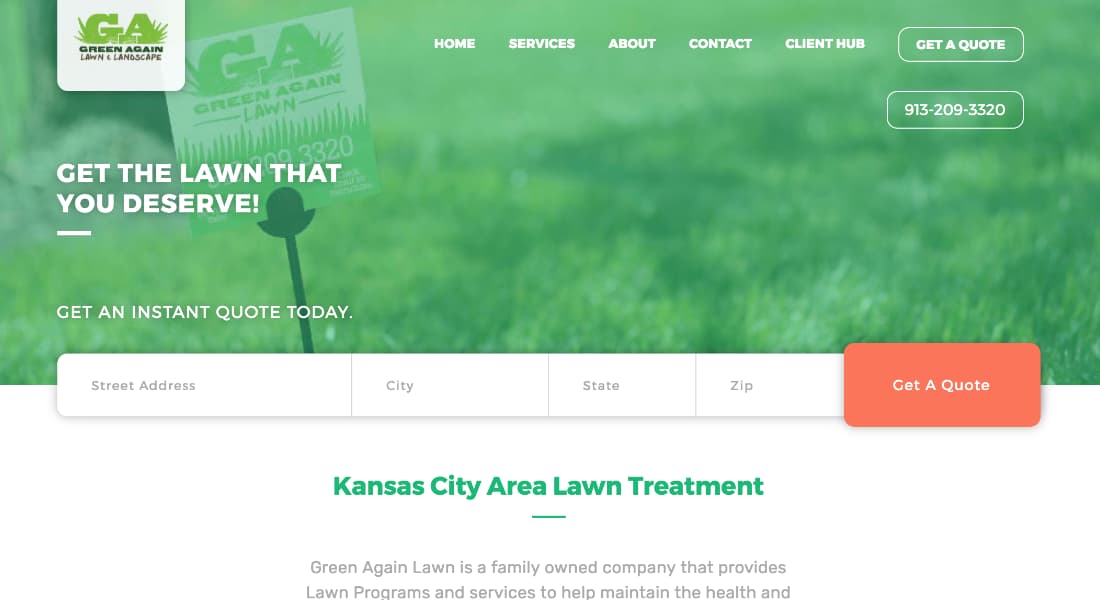 GA
GREEN AGAIN
LAWN & LANDSCAPE
HOME SERVICES ABOUT CONTACT CLIENT HUB GET A QUOTE
913-209-3320
GA
GREEN AGAIN
LAWN
209 3320
GET THE LAWN THAT
YOU DESERVE!
GET AN INSTANT QUOTE TODAY.
Street Address City State Zip Get A Quote
Kansas City Area Lawn Treatment
Green Again Lawn is a family owned company that provides
Lawn Programs and services to help maintain the health and